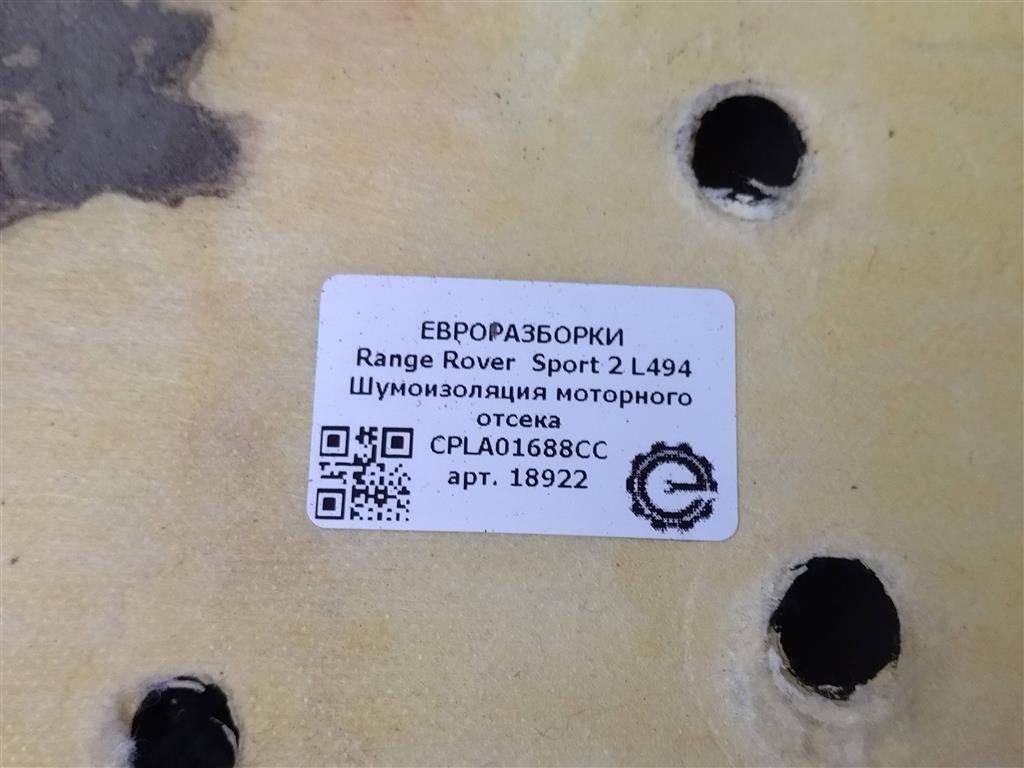 ЕВРОРАЗБОРКИ
Range Rover Sport 2 L494
Шумоизоляция моторного
отсека
CPLA01688CC
арт. 18922